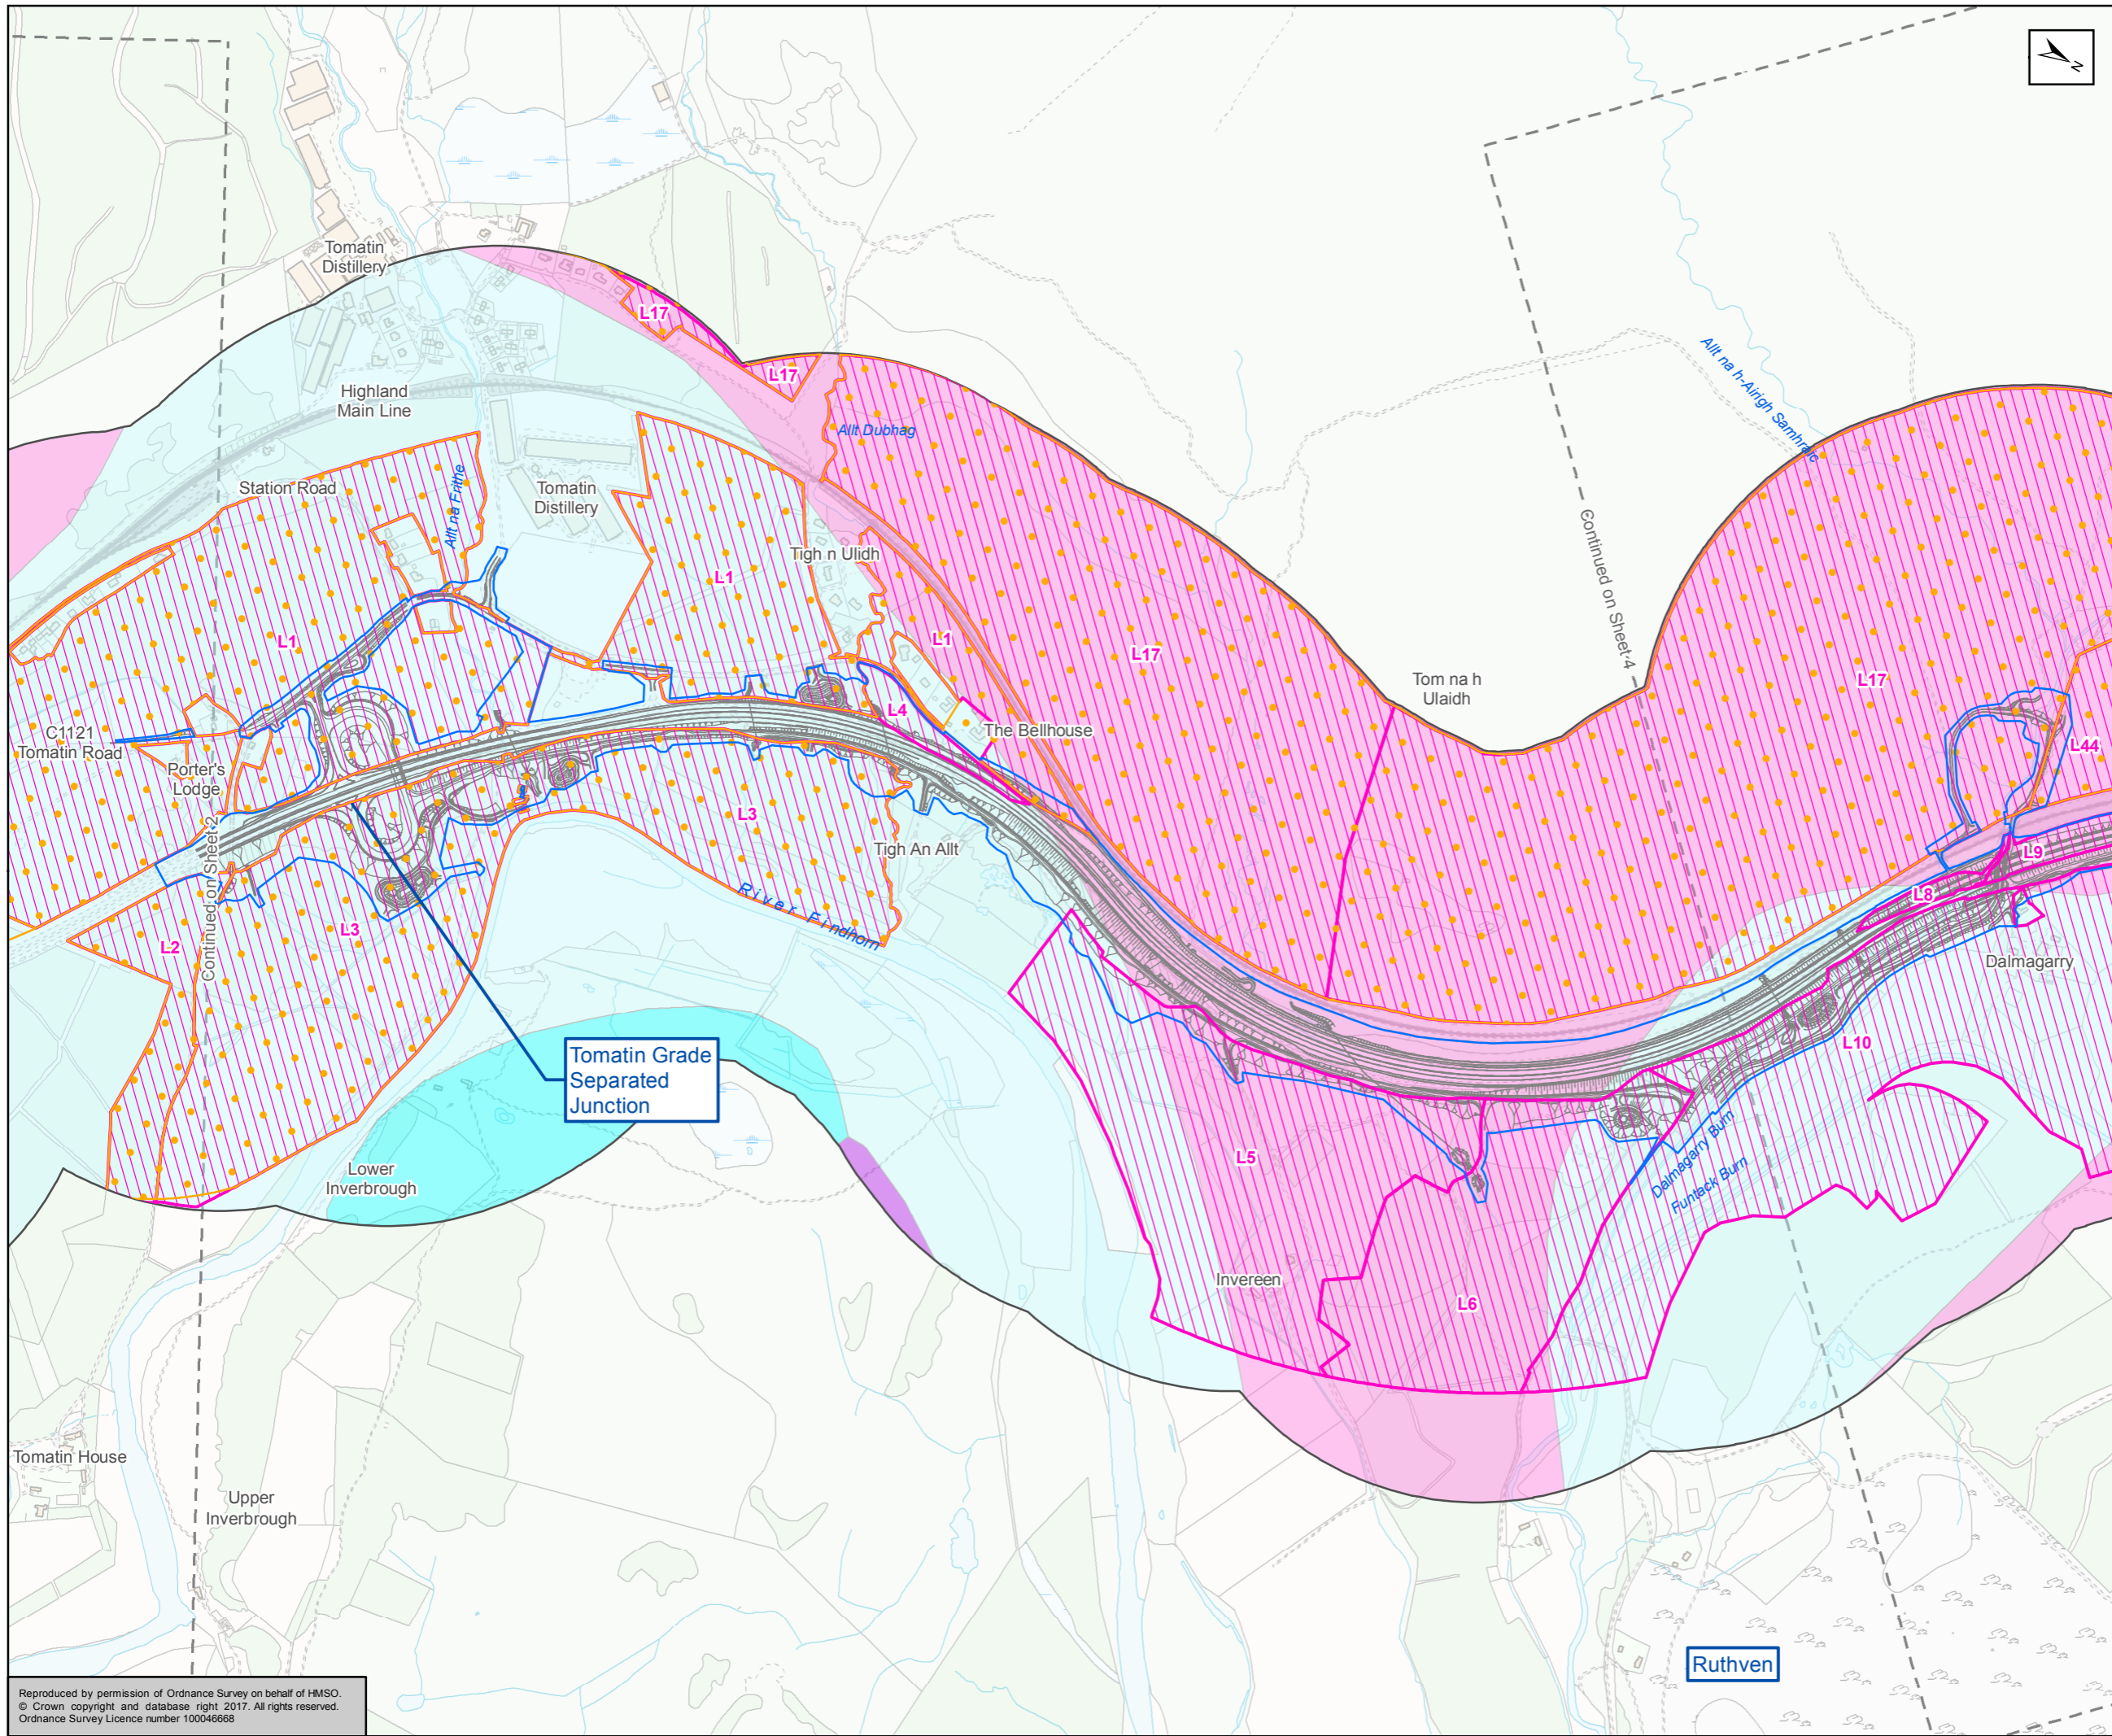 N
Tomatin
Distillery
L17
L17
Highland
Main Line
Allt na h-Airigh Samhraic
Allt Dubhag
Station Road
Allt na Frithe
Tomatin
Distillery
Tigh n Ulidh
L1
Continued on Sheet 4
L1
L1
L17
Tom na h
Ulaidh
L17
L4
The Bellhouse
C1121
Tomatin Road
Porter's
Lodge
L44
L3
Tigh An Allt
L9
L8
River Findhorn
L2
L3
Continued on Sheet 2
Dalmagarry
L10
Tomatin Grade
Separated
Junction
Lower
Inverbrough
L5
Dalmagarry Burn
Funtack Burn
Invereen
L6
Tomatin House
Upper
Inverbrough
Ruthven
Reproduced by permission of Ordnance Survey on behalf of HMSO.
© Crown copyright and database right 2017. All rights reserved.
Ordnance Survey Licence number 100046668